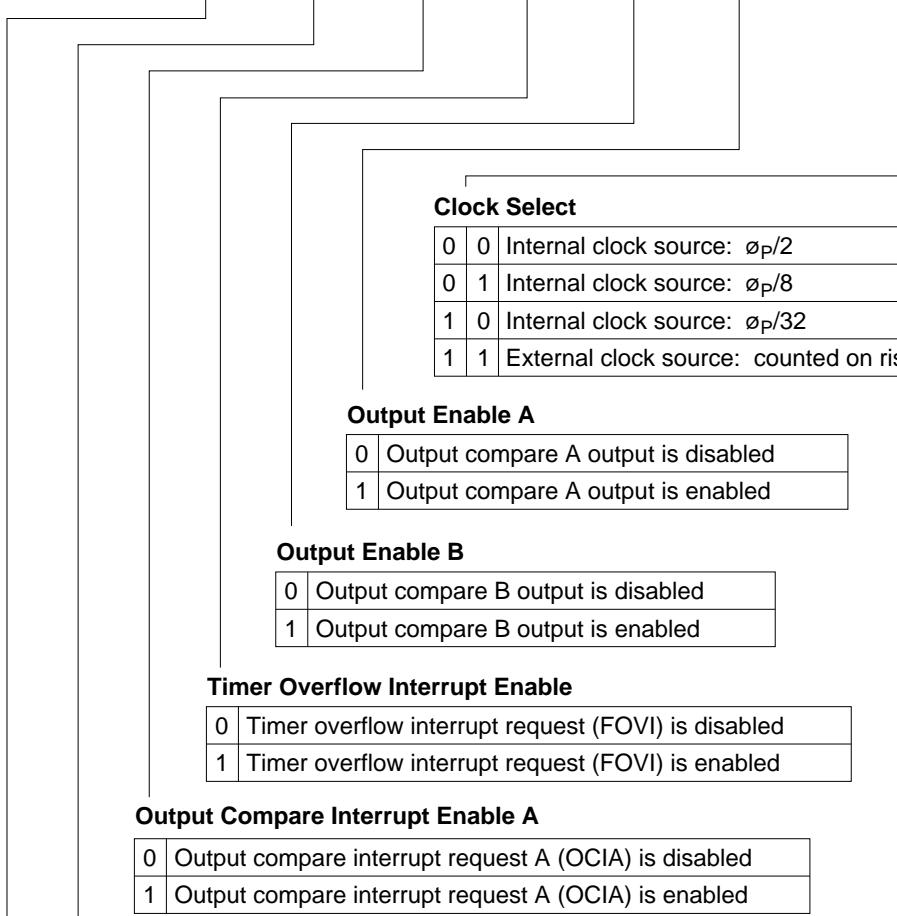 Clock Select
0 0 Internal clock source: øP/2
0 1 Internal clock source: øP/8
1 0 Internal clock source: øP/32
1 1 External clock source: counted on
Output Enable A
0 Output compare A output is disabled
1 Output compare A output is enabled
Output Enable B
0 Output compare B output is disabled
1 Output compare B output is enabled
Timer Overflow Interrupt Enable
0 Timer overflow interrupt request (FOVI) is disabled
1 Timer overflow interrupt request (FOVI) is enabled
Output Compare Interrupt Enable A
0 Output compare interrupt request A (OCIA) is disabled
1 Output compare interrupt request A (OCIA) is enabled